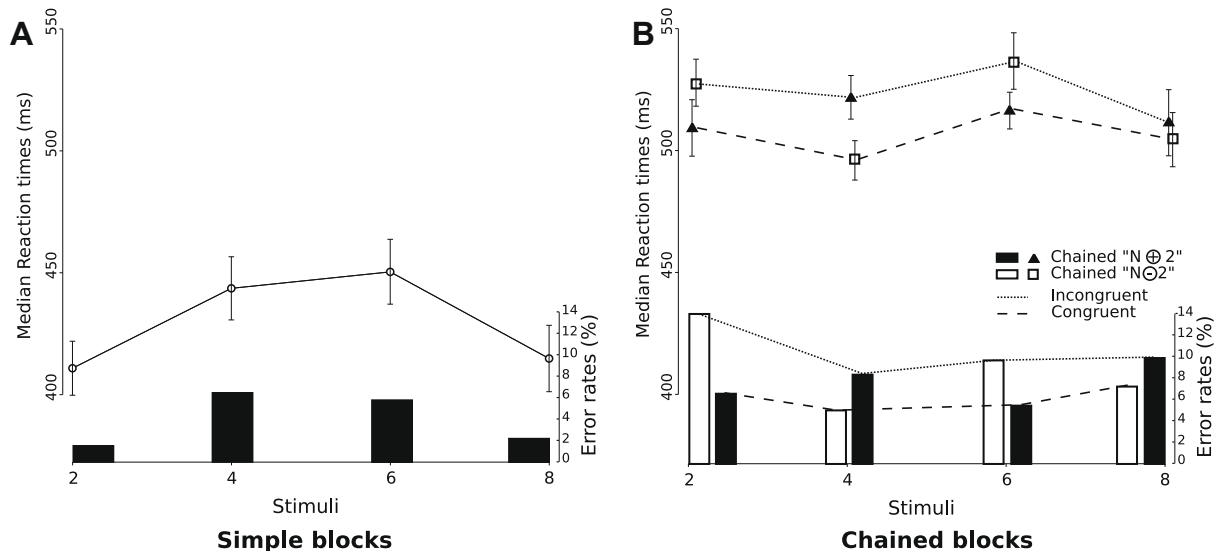 A
Median Reaction times (ms)
550
500
450
400
14
12
10
8
6
4
2
0
Error rates (%)
2 4 6 8
Stimuli
Simple blocks
B
Median Reaction times (ms)
550
500
450
400
Chained "N ⊕ 2"
Chained "N⊖2"
Incongruent
Congruent
14
12
10
8
6
4
2
0
Error rates (%)
2 4 6 8
Stimuli
Chained blocks